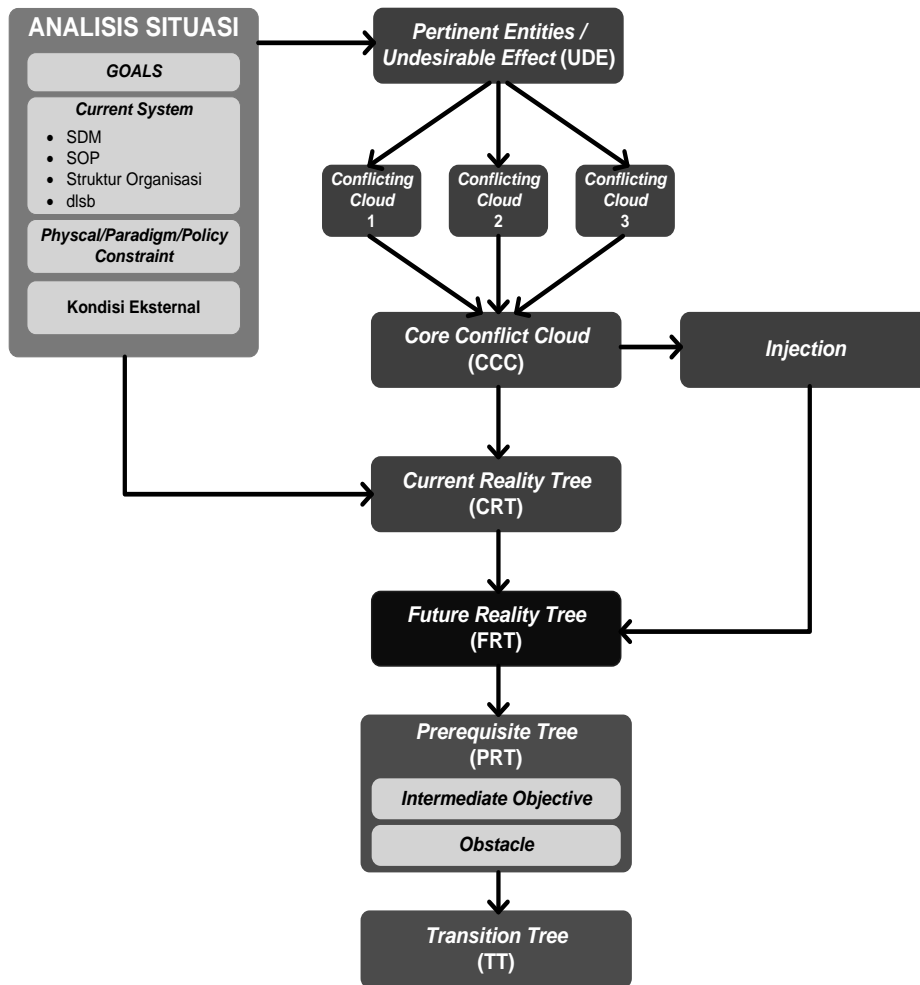 ANALISIS SITUASI
GOALS
Current System
• SDM
• SOP
• Struktur Organisasi
• dlsb
Physcal/Paradigm/Policy
Constraint
Kondisi Eksternal
Pertinent Entities /
Undesirable Effect (UDE)
Conflicting
Cloud
1
Conflicting
Cloud
2
Conflicting
Cloud
3
Core Conflict Cloud
(CCC)
Injection
Current Reality Tree
(CRT)
Future Reality Tree
(FRT)
Prerequisite Tree
(PRT)
Intermediate Objective
Obstacle
Transition Tree
(TT)